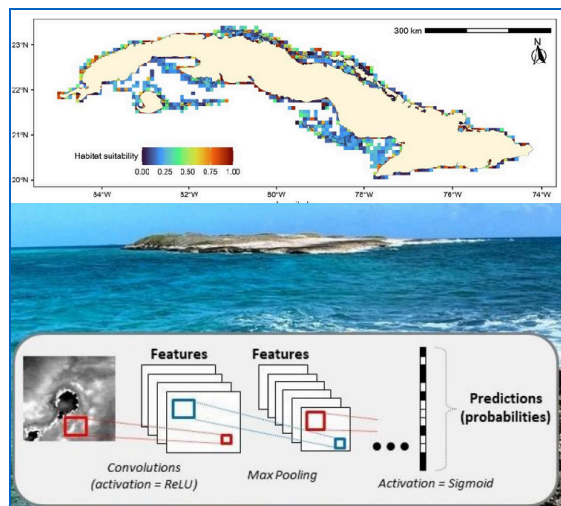 300 km
N
23°N
22°N
21°N
20°N
Habitat suitability
0.00 0.25 0.50 0.75 1.00
84°W 82°W 80°W 78°W 76°W 74°W
Features Features
Predictions
(probabilities)
Convolutions
(activation = ReLU)
Max Pooling
Activation = Sigmoid